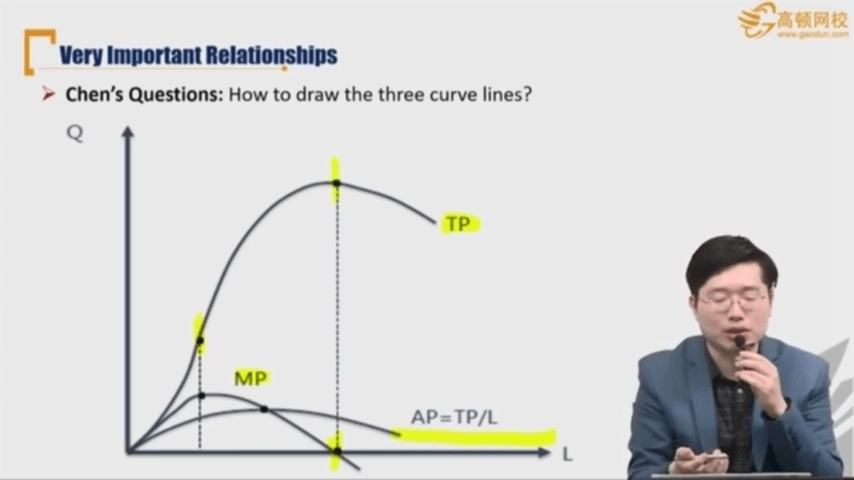 高顿网校
www.gaodun.com
Very Important Relationships
Chen's Questions: How to draw the three curve lines?
Q
TP
MP
AP=TP/L
L